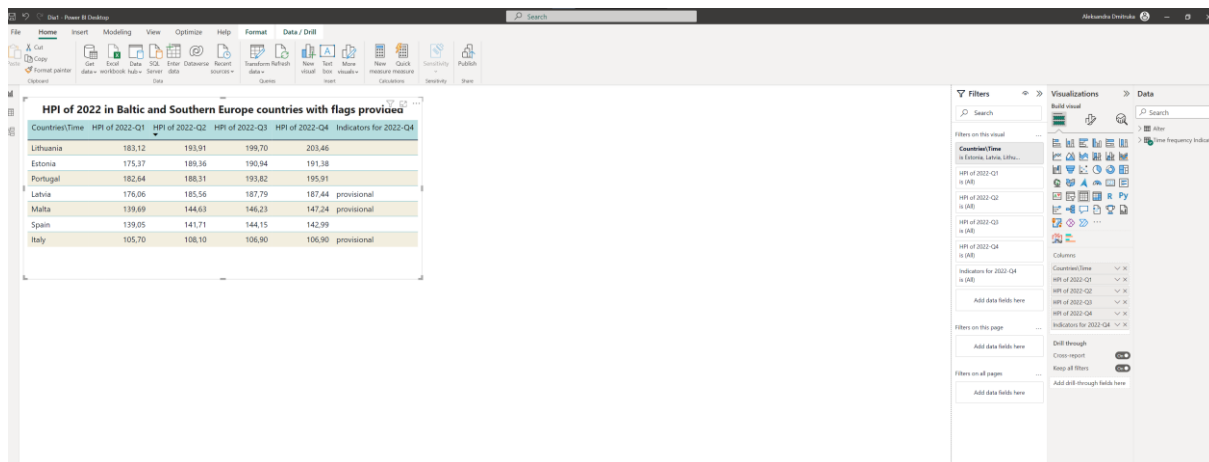 Dia1 - Power BI Desktop
Search
Aleksandra Dmitruka
File Home Insert Modeling View Optimize Help Format Data / Drill
Cut
Copy
Format painter
Paste
Get data
Excel workbook
Data hub
SQL Server
Enter data
Dataverse
Recent sources
Transform data
Refresh
New visual
Text box
More visuals
New measure
Quick measure
Sensitivity
Publish
Clipboard Data Queries Insert Calculations Sensitivity Share
HPI of 2022 in Baltic and Southern Europe countries with flags provided
Countries\Time HPI of 2022-Q1 HPI of 2022-Q2 HPI of 2022-Q3 HPI of 2022-Q4 Indicators for 2022-Q4
Lithuania 183,12 193,91 199,70 203,46
Estonia 175,37 189,36 190,94 191,38
Portugal 182,64 188,31 193,82 195,91
Latvia 176,06 185,56 187,79 187,44 provisional
Malta 139,69 144,63 146,23 147,24 provisional
Spain 139,05 141,71 144,15 142,99
Italy 105,70 108,10 106,90 106,90 provisional
Filters
Search
Filters on this visual
Countries\Time
is Estonia, Latvia, Lithu...
HPI of 2022-Q1
is (All)
HPI of 2022-Q2
is (All)
HPI of 2022-Q3
is (All)
HPI of 2022-Q4
is (All)
Indicators for 2022-Q4
is (All)
Add data fields here
Filters on this page
Add data fields here
Filters on all pages
Add data fields here
Visualizations
Build visual
R Py
Columns
Countries\Time
HPI of 2022-Q1
HPI of 2022-Q2
HPI of 2022-Q3
HPI of 2022-Q4
Indicators for 2022-Q4
Drill through
Cross-report
Keep all filters
Add drill-through fields here
Data
Search
Time frequency Indica